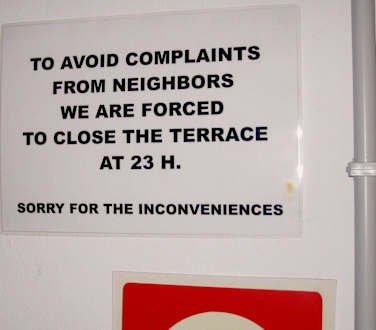 TO AVOID COMPLAINTS
FROM NEIGHBORS
WE ARE FORCED
TO CLOSE THE TERRACE
AT 23 H.
SORRY FOR THE INCONVENIENCES